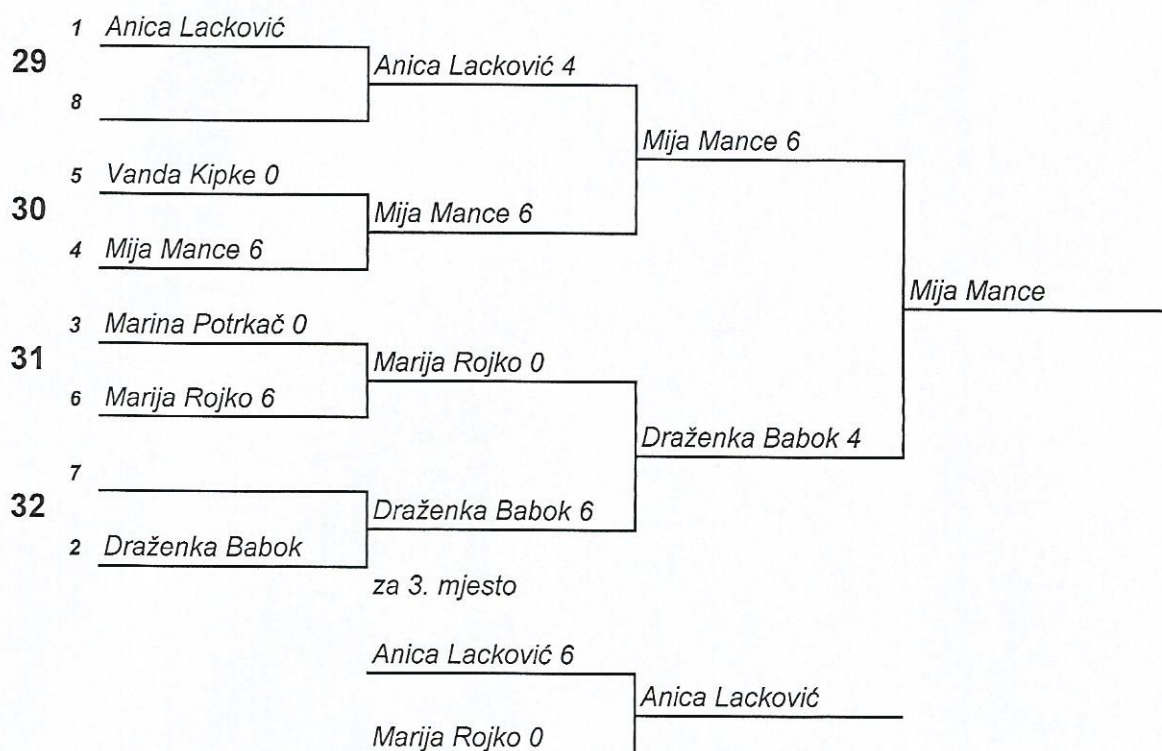 1 Anica Lacković
29
Anica Lacković 4
8
Mija Mance 6
5 Vanda Kipke 0
30
Mija Mance 6
4 Mija Mance 6
Mija Mance
3 Marina Potrkač 0
31
Marija Rojko 0
6 Marija Rojko 6
Draženka Babok 4
7
32
Draženka Babok 6
2 Draženka Babok
za 3. mjesto
Anica Lacković 6
Anica Lacković
Marija Rojko 0